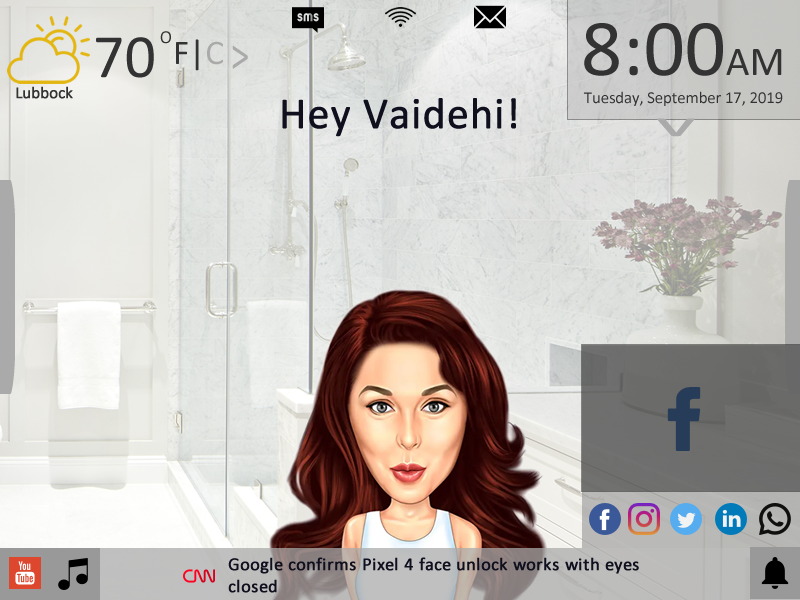 sms
70°F|C >
Lubbock
8:00AM
Tuesday, September 17, 2019
Hey Vaidehi!
f
f
in
You
Tube
CNN
Google confirms Pixel 4 face unlock works with eyes
closed